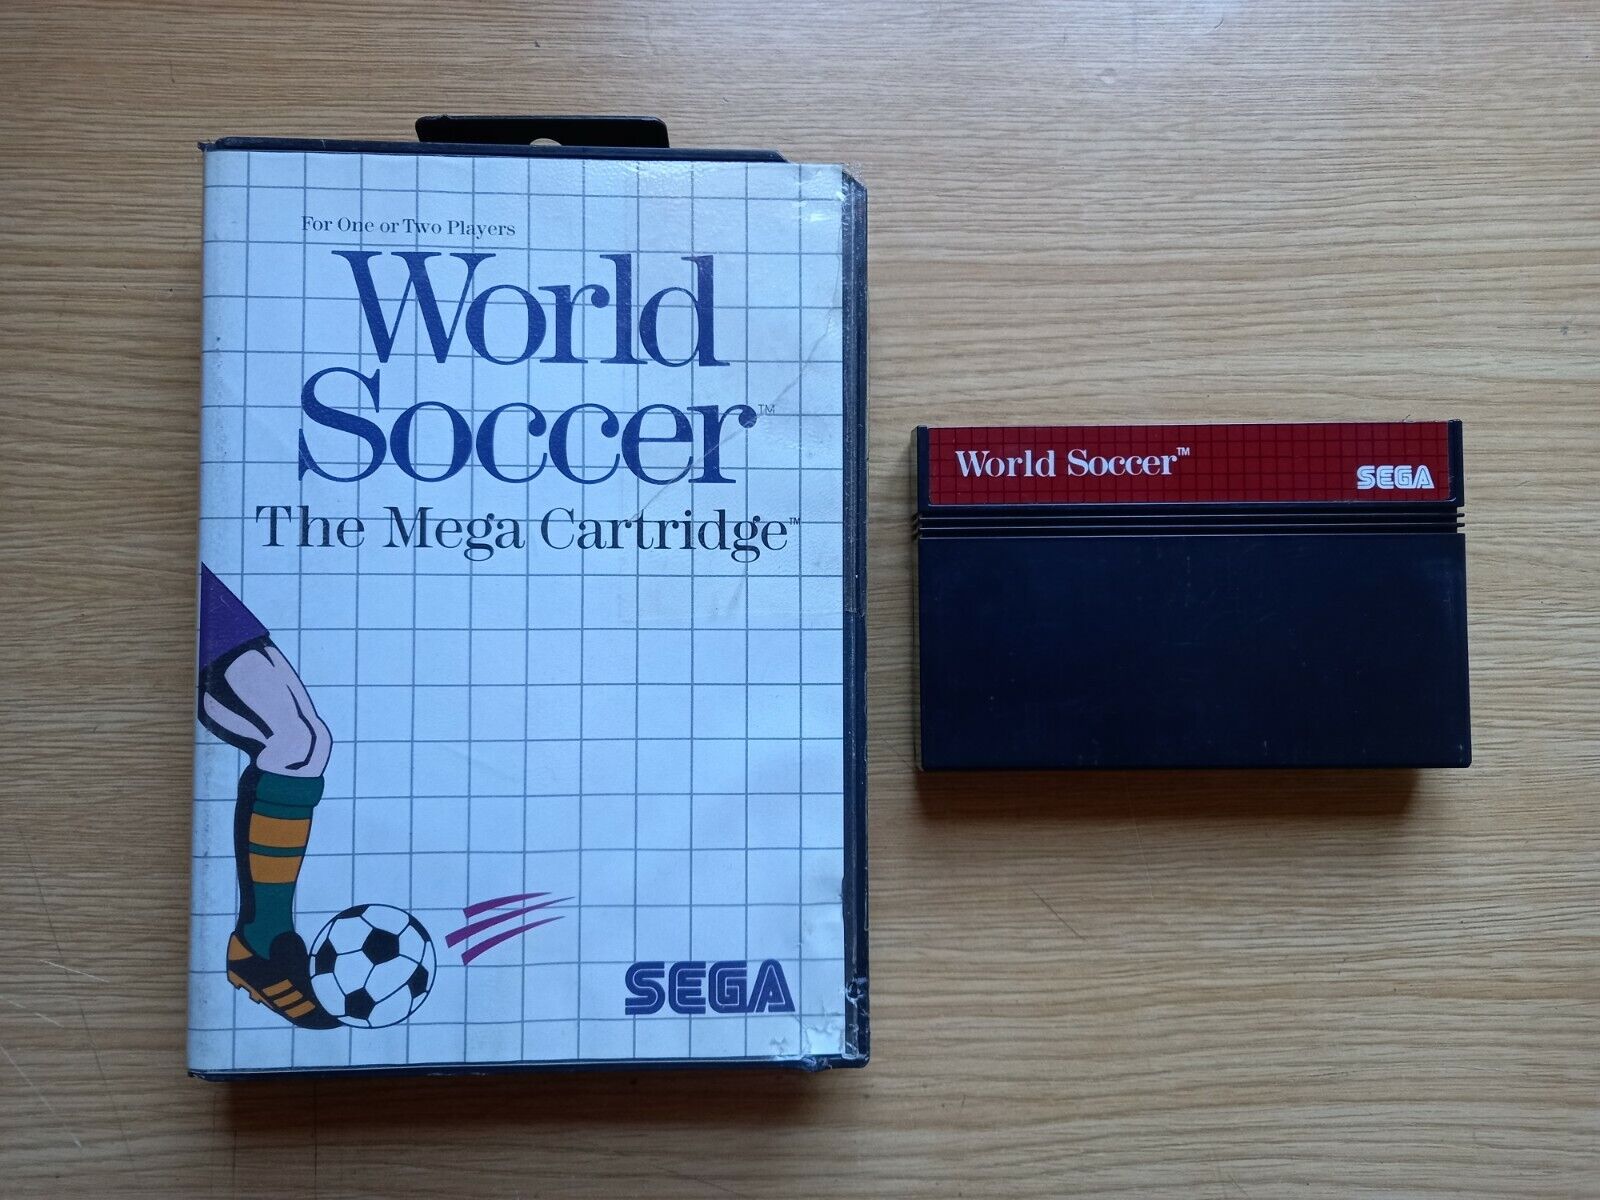 For One or Two Players
World
Soccer™
The Mega Cartridge™
SEGA
World Soccer™
SEGA